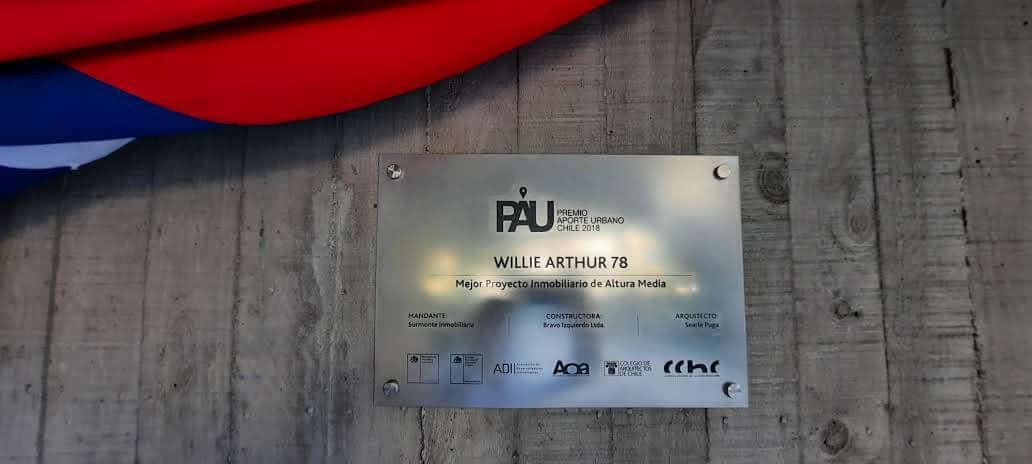 PAU
PREMIO
APORTE URBANO
CHILE 2018
WILLIE ARTHUR 78
Mejor Proyecto Inmobiliario de Altura Media
MANDANTE:
Surmonte Inmobiliaria
CONSTRUCTORA:
Bravo Izquierdo Ltda.
ARQUITECTO:
Searle Puga
ADI
AOA
COLEGIO DE
ARQUITECTOS
DE CHILE
cchc